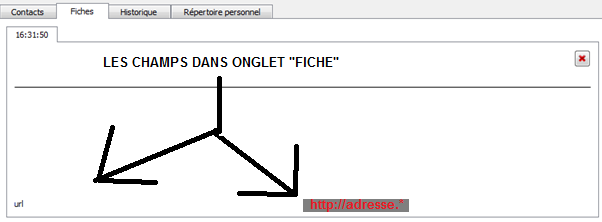 Contacts Fiches Historique Répertoire personnel
16:31:50
LES CHAMPS DANS ONGLET "FICHE"
url http://adresse."